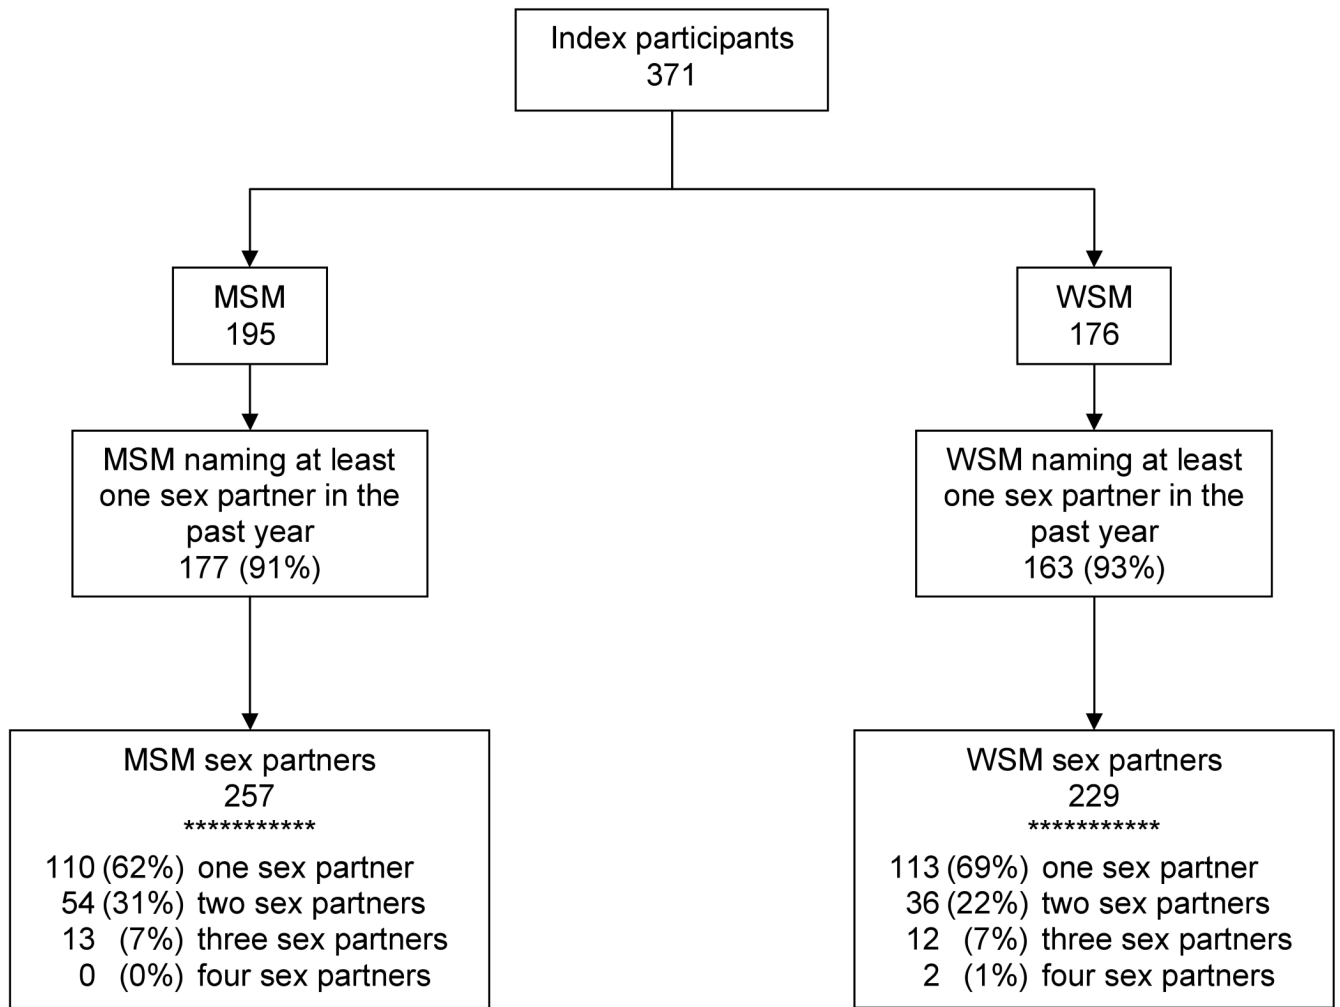 Index participants
371
MSM
195
WSM
176
MSM naming at least
one sex partner in the
past year
177 (91%)
WSM naming at least
one sex partner in the
past year
163 (93%)
MSM sex partners
257
***********
110 (62%) one sex partner
54 (31%) two sex partners
13 (7%) three sex partners
0 (0%) four sex partners
WSM sex partners
229
***********
113 (69%) one sex partner
36 (22%) two sex partners
12 (7%) three sex partners
2 (1%) four sex partners